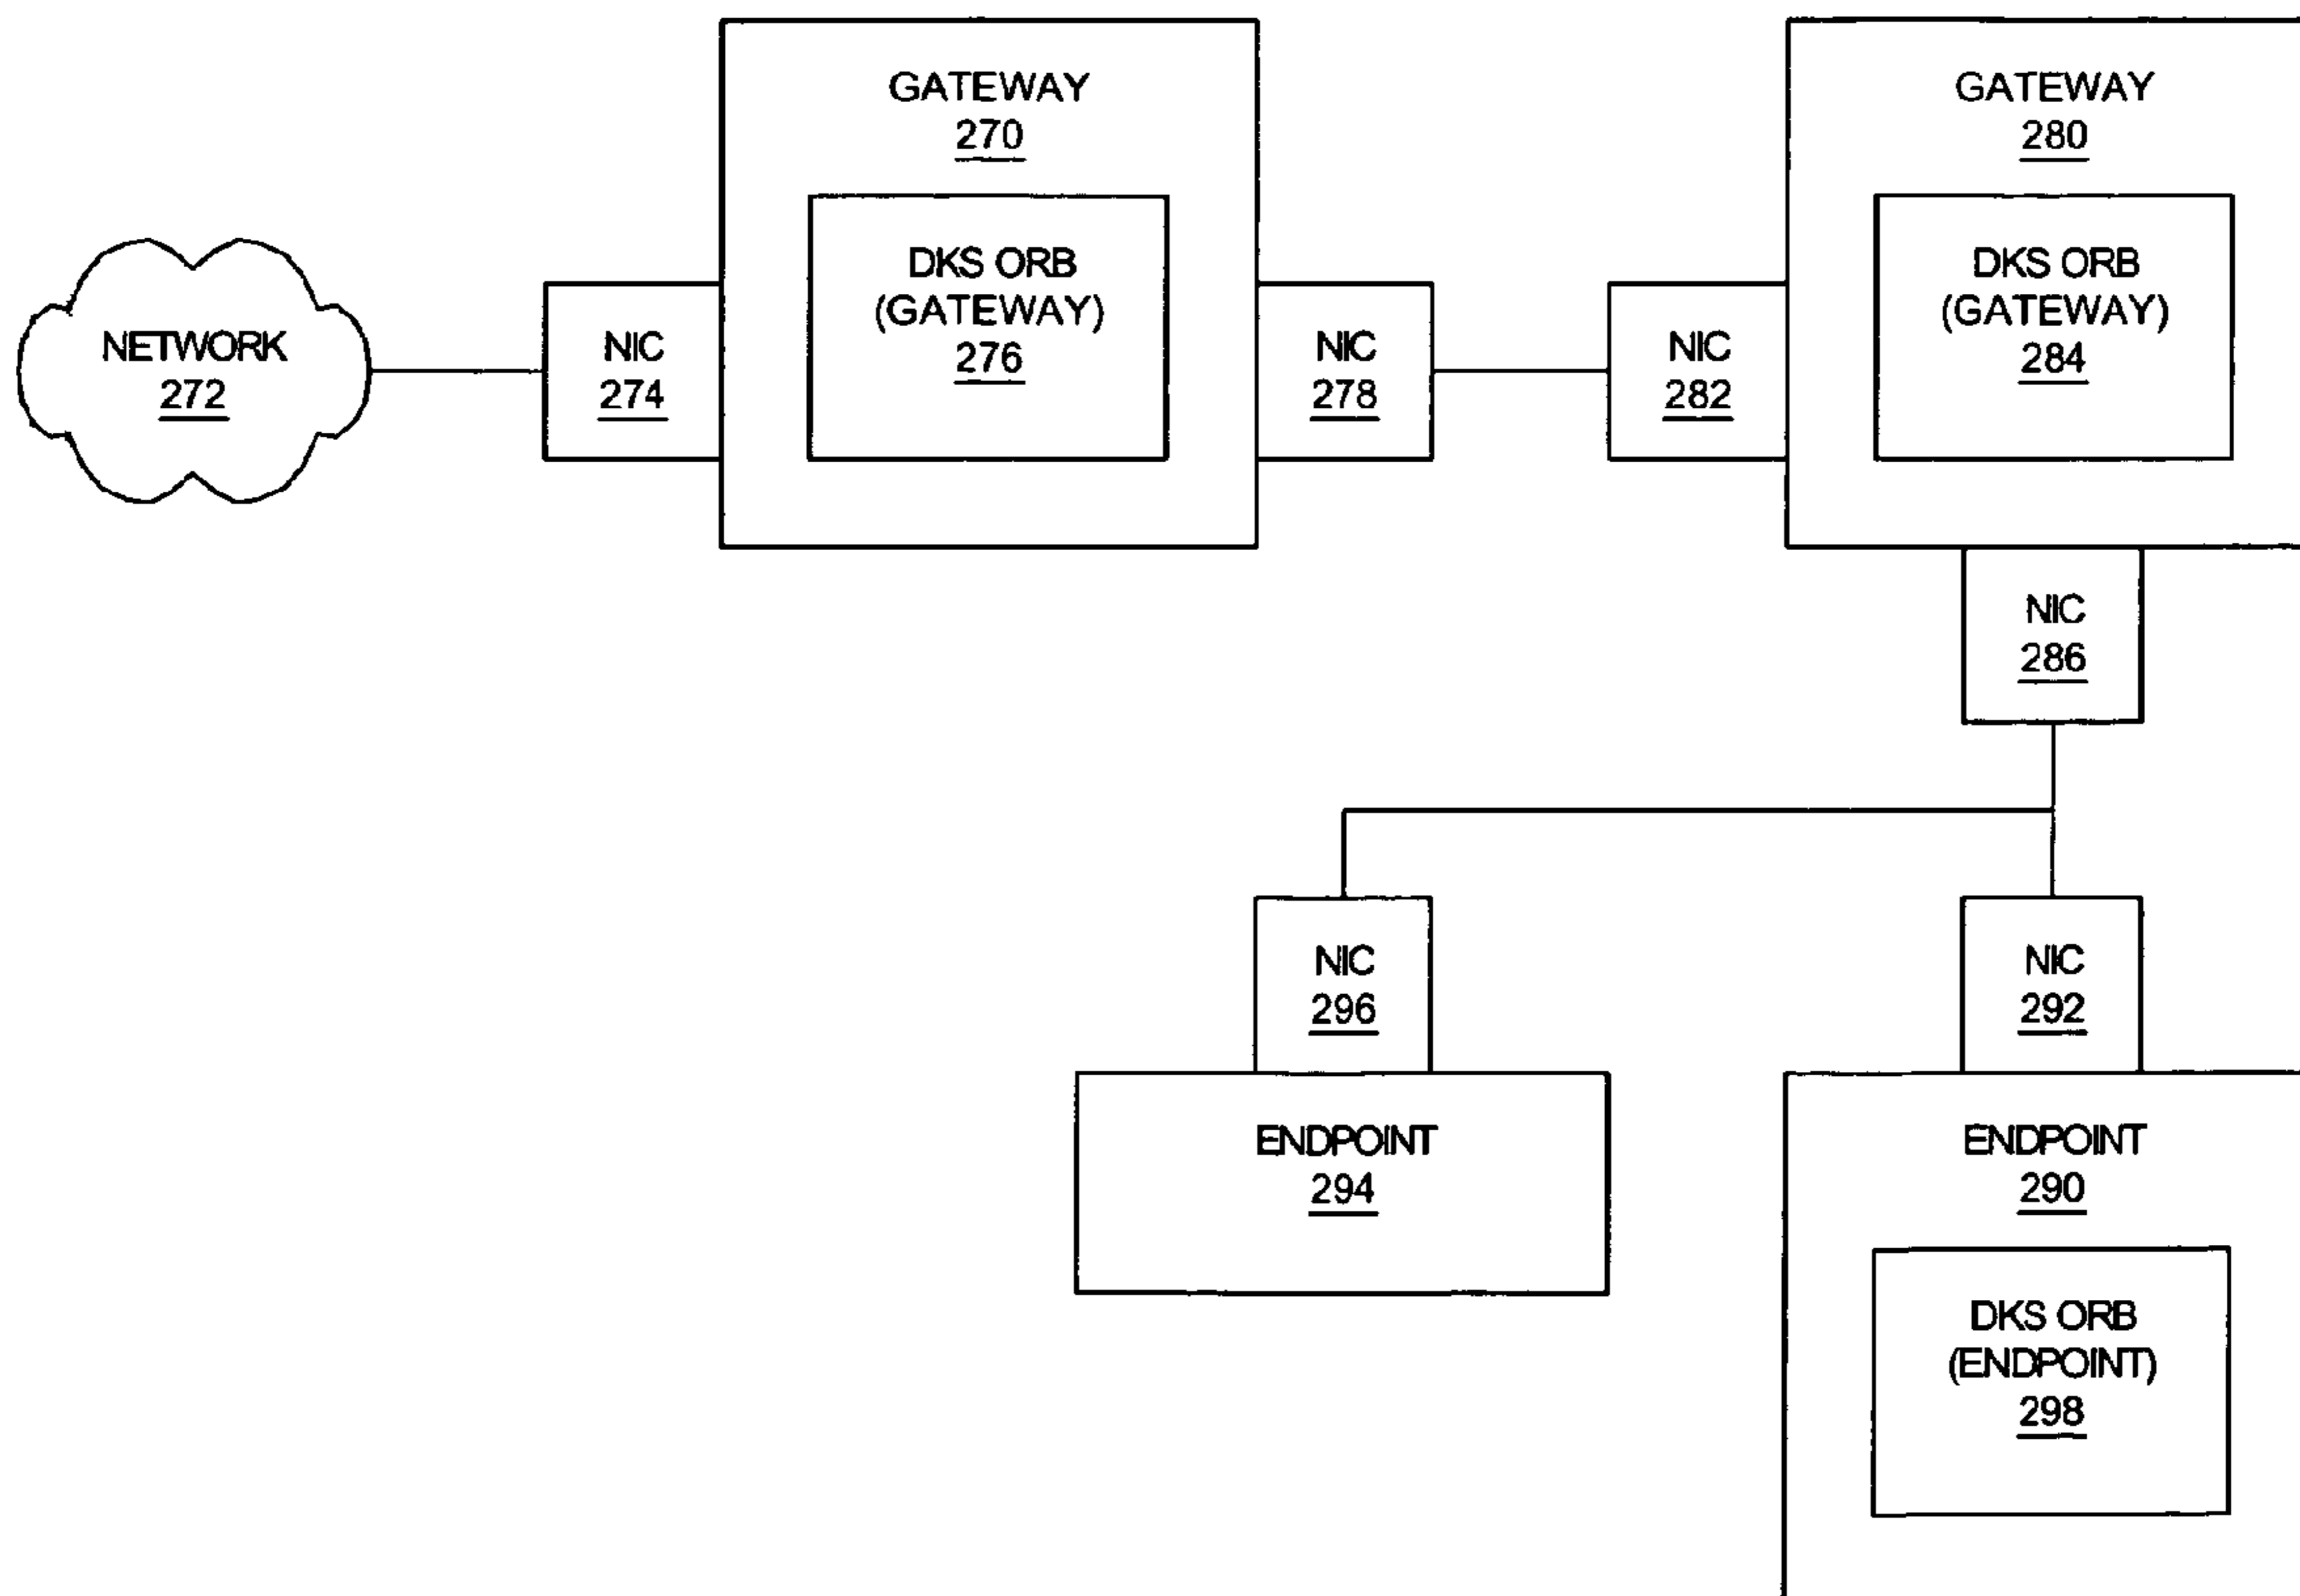 GATEWAY
270
GATEWAY
280
DKS ORB
(GATEWAY)
276
DKS ORB
(GATEWAY)
284
NETWORK
272
NIC
274
NIC
278
NIC
282
NIC
286
NIC
296
NIC
292
ENDPOINT
294
ENDPOINT
290
DKS ORB
(ENDPOINT)
298